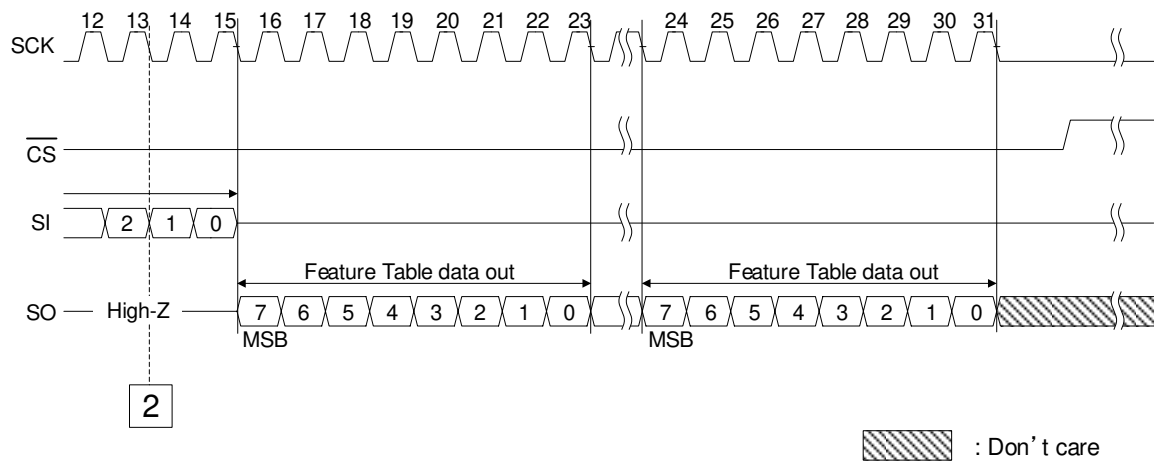 12 13 14 15 16 17 18 19 20 21 22 23 24 25 26 27 28 29 30 31
SCK
CS
SI 2 1 0
Feature Table data out Feature Table data out
SO High-Z 7 6 5 4 3 2 1 0 7 6 5 4 3 2 1 0
MSB MSB
2
: Don't care